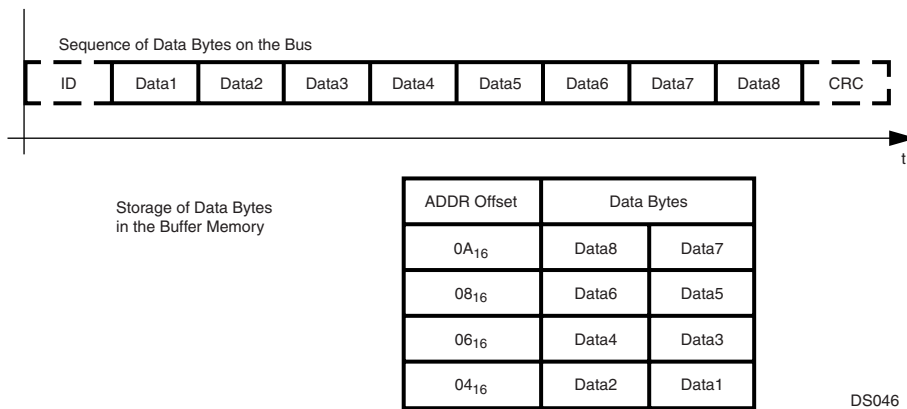 Sequence of Data Bytes on the Bus
ID Data1 Data2 Data3 Data4 Data5 Data6 Data7 Data8 CRC
t
Storage of Data Bytes
in the Buffer Memory
ADDR Offset Data Bytes
0A16 Data8 Data7
0816 Data6 Data5
0616 Data4 Data3
0416 Data2 Data1
DS046